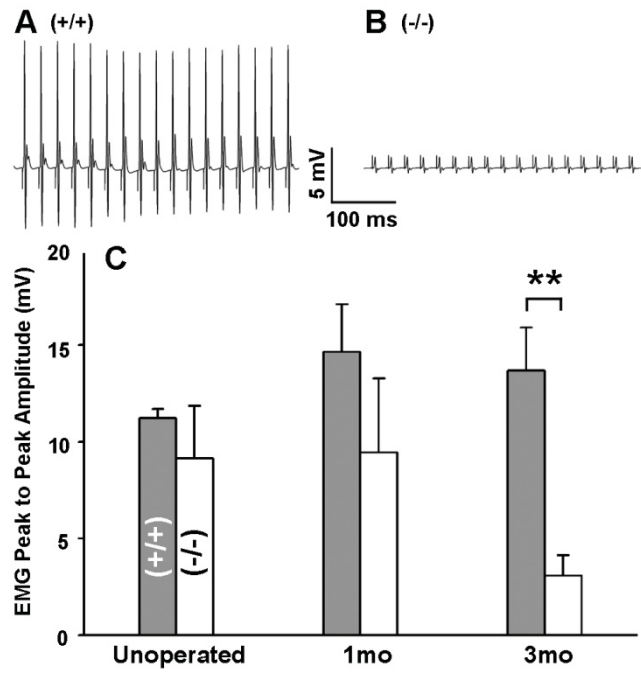 A (+/+)
B (-/-)
5 mV
100 ms
C
EMG Peak to Peak Amplitude (mV)
20
15
10
5
0
**
(+/+)
(-/-)
Unoperated
1mo
3mo